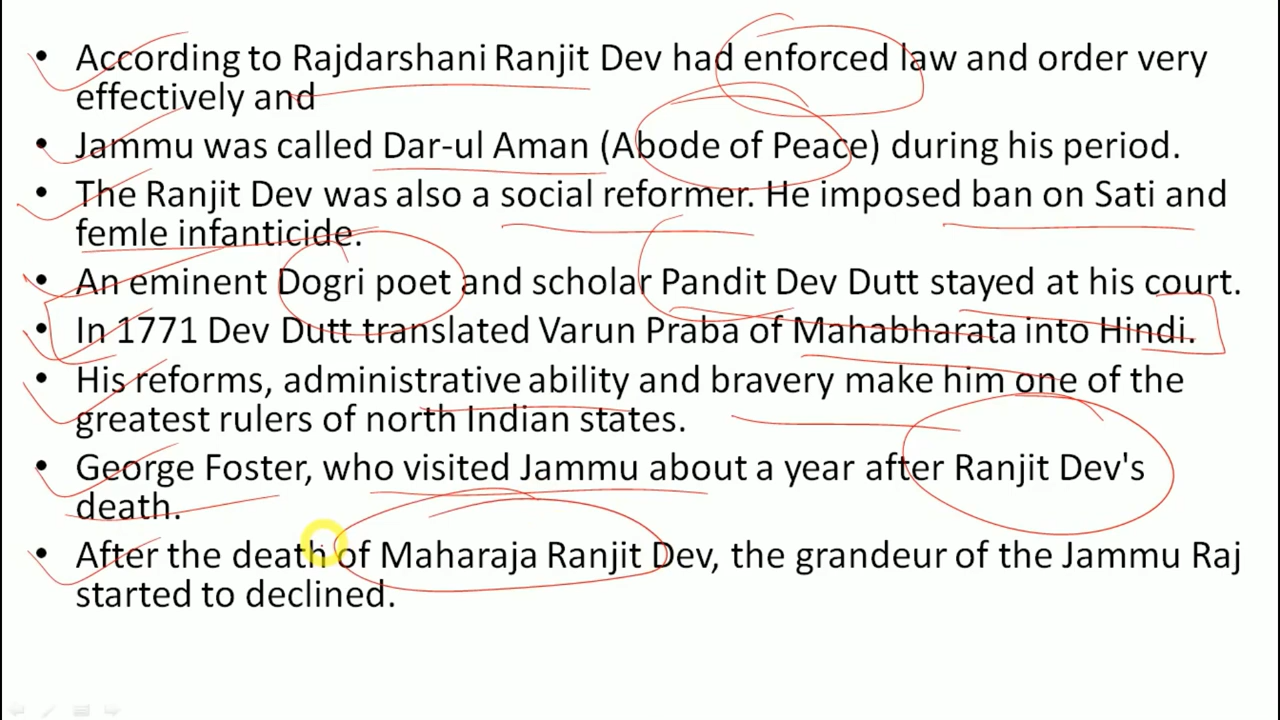 • According to Rajdarshani Ranjit Dev had enforced law and order very
effectively and
• Jammu was called Dar-ul Aman (Abode of Peace) during his period.
• The Ranjit Dev was also a social reformer. He imposed ban on Sati and
femle infanticide.
• An eminent Dogri poet and scholar Pandit Dev Dutt stayed at his court.
• In 1771 Dev Dutt translated Varun Praba of Mahabharata into Hindi.
• His reforms, administrative ability and bravery make him one of the
greatest rulers of north Indian states.
• George Foster, who visited Jammu about a year after Ranjit Dev's
death.
• After the death of Maharaja Ranjit Dev, the grandeur of the Jammu Raj
started to declined.